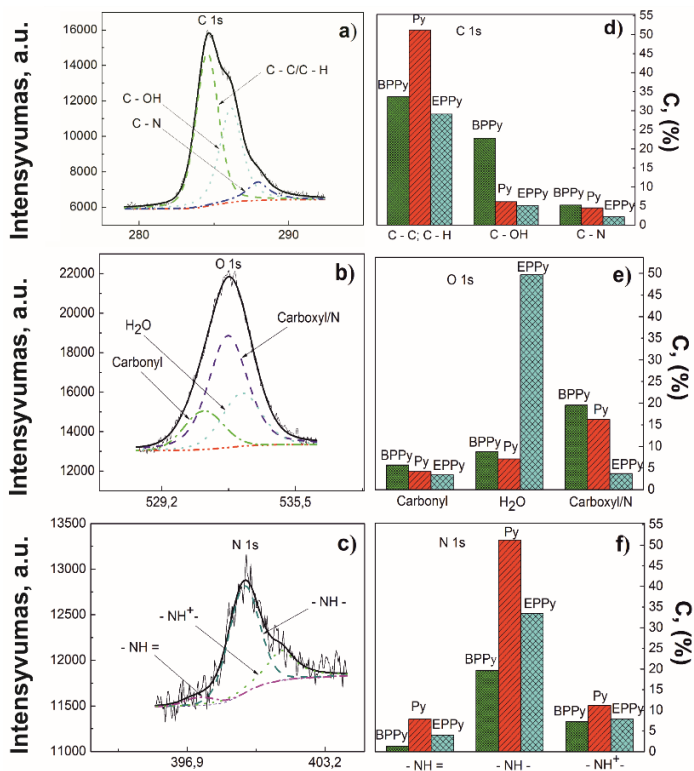 Intensyvumas, a.u.
16000
14000
12000
10000
8000
6000
C 1s
a)
C - C/C - H
C - OH
C - N
280
290
C 1s
d)
Py
BPPy
EPPy
BPPy
Py
EPPy
BPPy
Py
EPPy
C - C; C - H
C - OH
C - N
55
50
45
40
35
30
25
20
15
10
5
0
C, (%)
Intensyvumas, a.u.
22000
21000
20000
19000
18000
17000
16000
15000
14000
13000
12000
b)
O 1s
H2O
Carboxyl/N
Carbonyl
529,2
535,5
O 1s
EPPy
e)
BPPy
Py
EPPy
BPPy
Py
BPPy
Py
EPPy
Carbonyl
H2O
Carboxyl/N
50
45
40
35
30
25
20
15
10
5
0
C, (%)
Intensyvumas, a.u.
13500
13000
12500
12000
11500
11000
c)
N 1s
- NH+-
- NH -
- NH =
396,9
403,2
N 1s
Py
f)
EPPy
BPPy
Py
EPPy
BPPy
BPPy
Py
EPPy
- NH =
- NH -
- NH+-
55
50
45
40
35
30
25
20
15
10
5
0
C, (%)